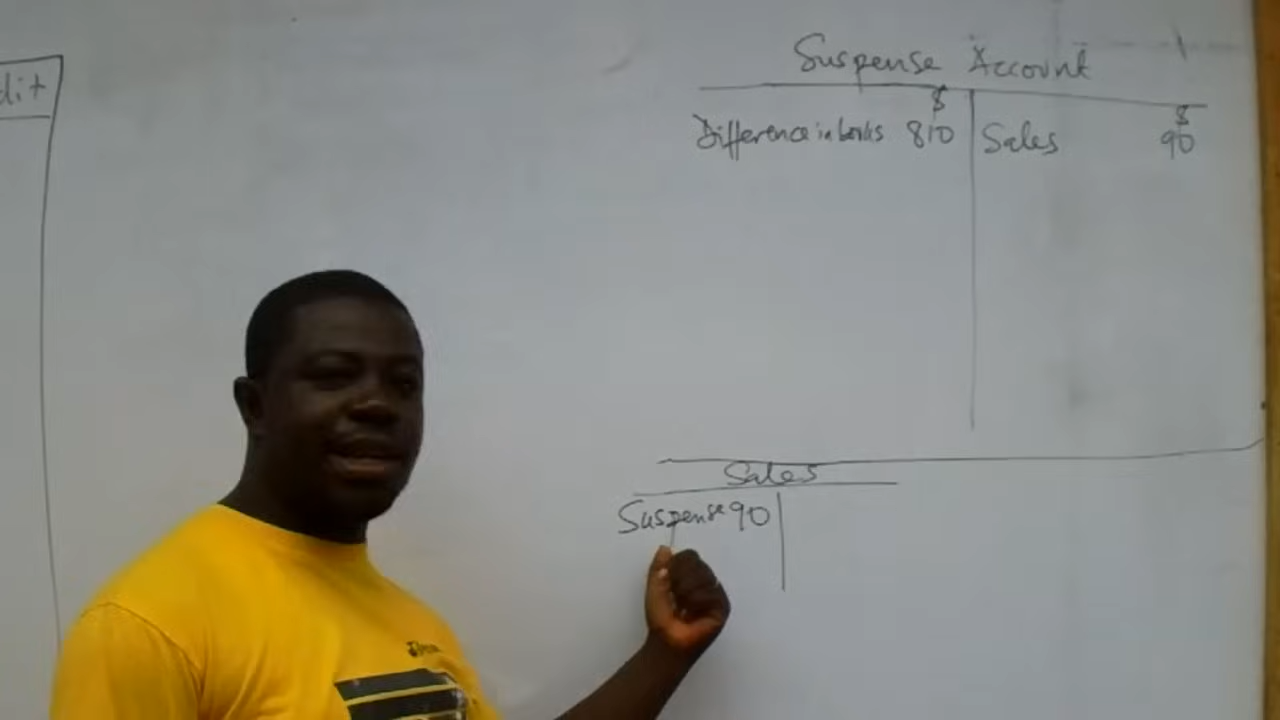 dit
Suspense Account
$ $
Difference in books 810 Sales 90
Sales
Suspense 90